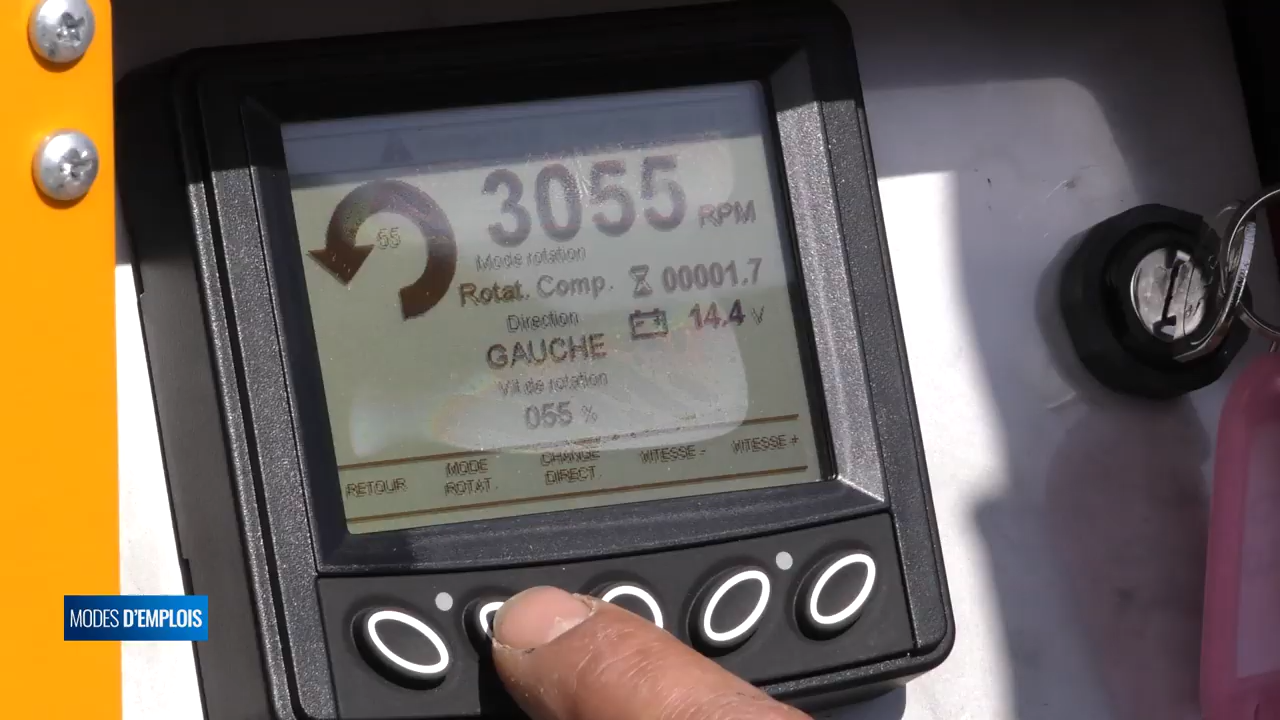 3055 RPM
55
Mode rotation
Rotat. Comp. 00001.7
Direction 14.4 V
GAUCHE
Vit de rotation
055 %
RETOUR MODE ROTAT. CHANGE DIRECT. VITESSE - VITESSE +
MODES D'EMPLOIS